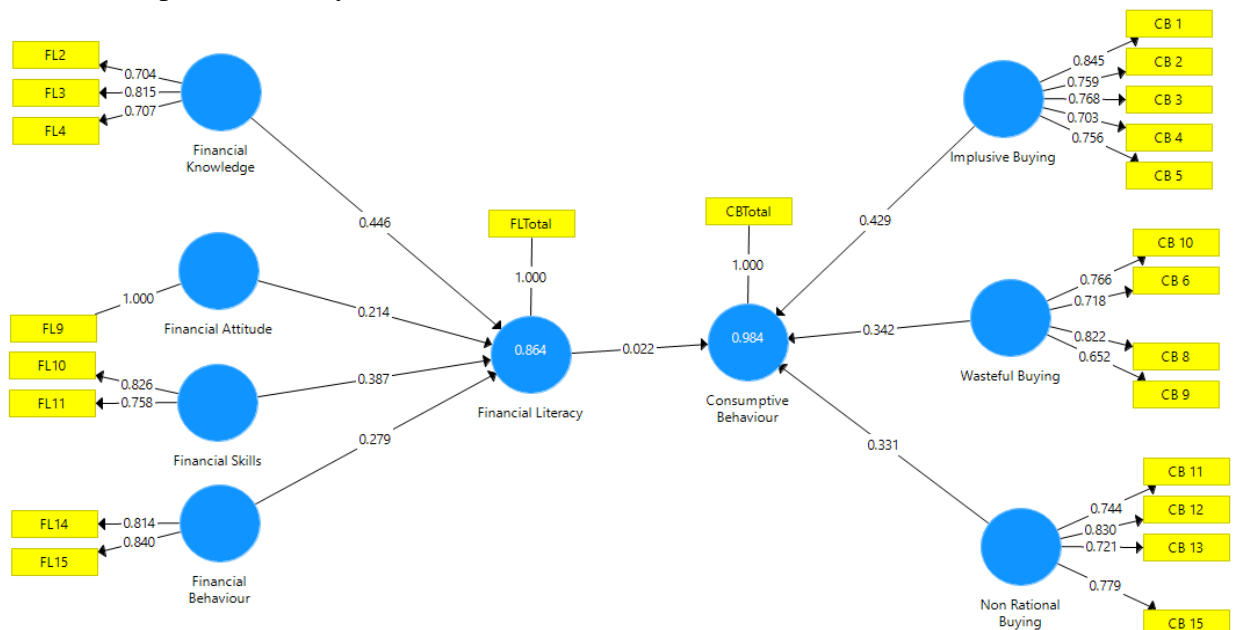 FL2
FL3
FL4
0.704
0.815
0.707
Financial
Knowledge
0.446
FL9
1.000
Financial Attitude
0.214
FL10
FL11
0.826
0.758
Financial Skills
0.387
FL14
FL15
0.814
0.840
Financial
Behaviour
0.279
FLTotal
1.000
0.864
Financial Literacy
0.022
CBTotal
1.000
0.984
Consumptive
Behaviour
CB 1
CB 2
CB 3
CB 4
CB 5
0.845
0.759
0.768
0.703
0.756
Implusive Buying
0.429
CB 10
CB 6
CB 8
CB 9
0.766
0.718
0.822
0.652
Wasteful Buying
0.342
CB 11
CB 12
CB 13
CB 15
0.744
0.830
0.721
0.779
Non Rational
Buying
0.331